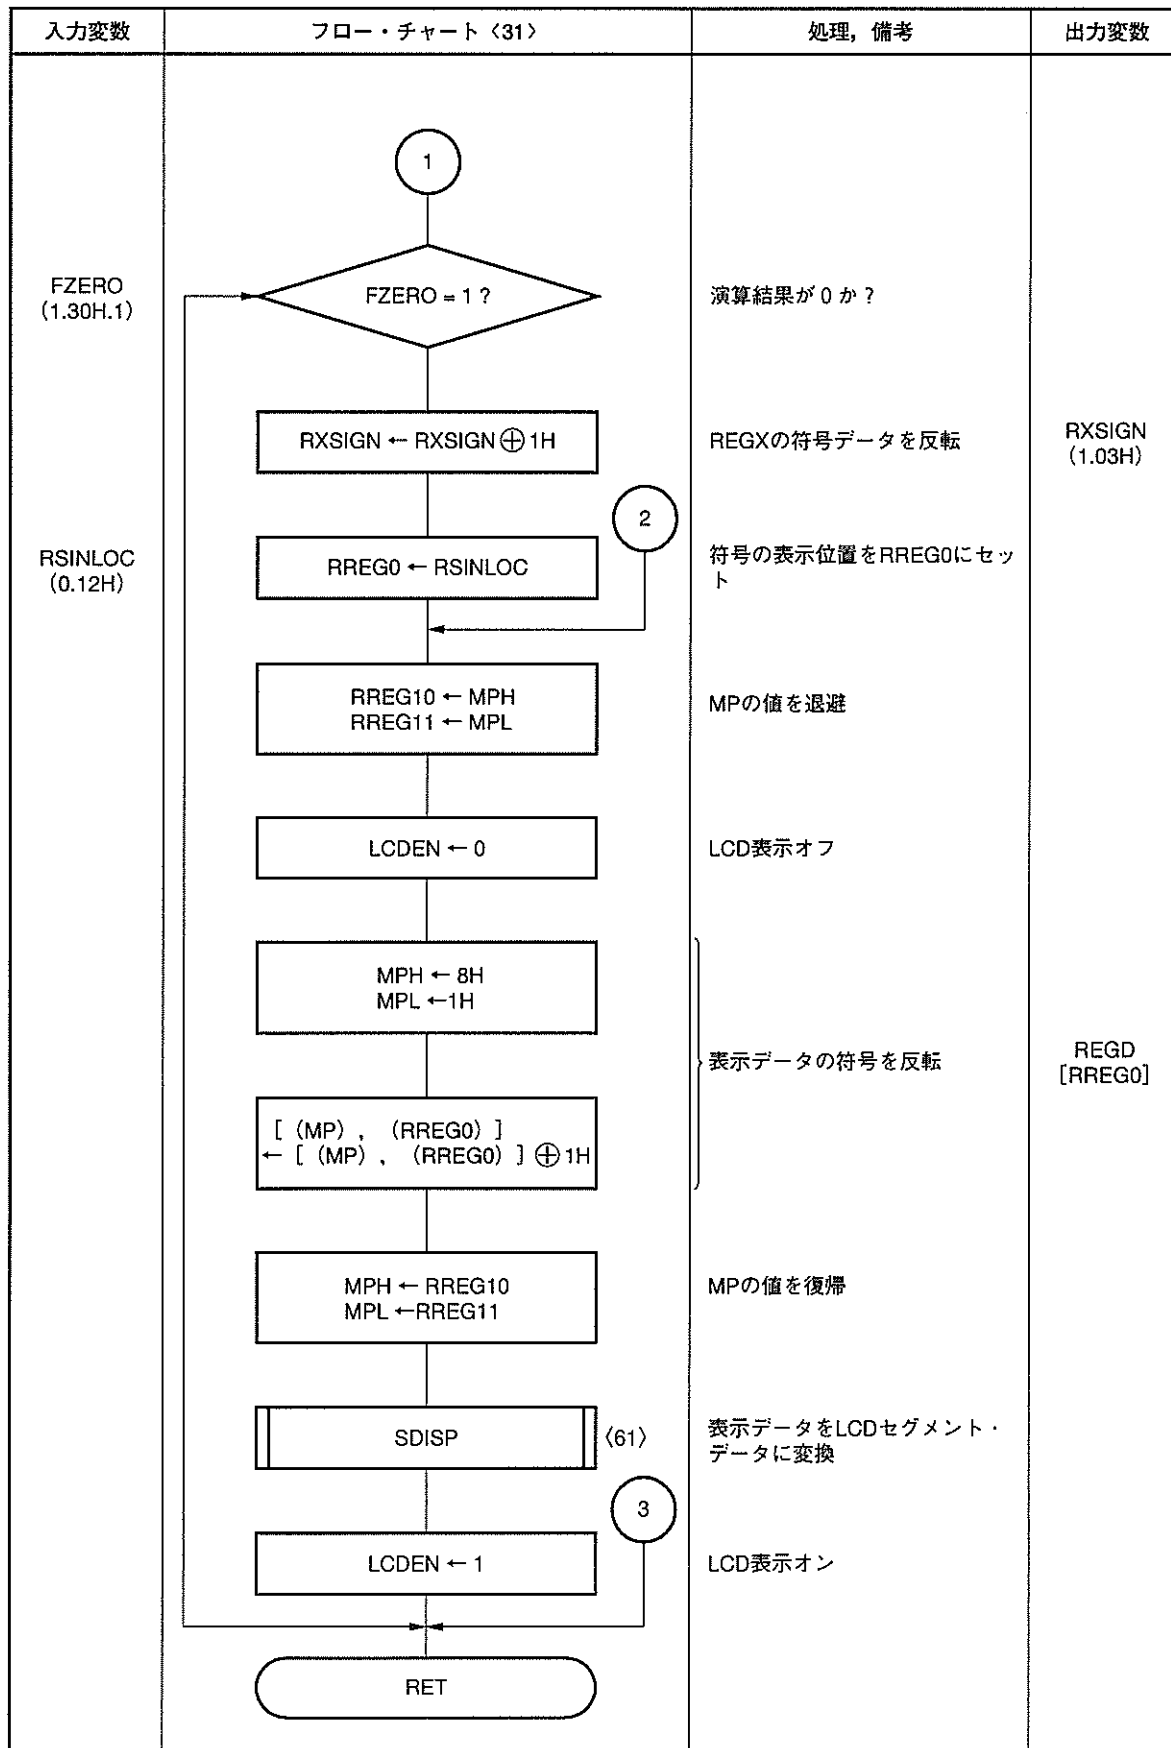 入力変数
フロー・チャート〈31〉
処理，備考
出力変数
1
FZERO
(1.30H.1)
FZERO = 1 ?
演算結果が 0 か？
RXSIGN ← RXSIGN ⊕ 1H
REGXの符号データを反転
RXSIGN
(1.03H)
2
RSINLOC
(0.12H)
RREG0 ← RSINLOC
符号の表示位置をRREG0にセッ
ト
RREG10 ← MPH
RREG11 ← MPL
MPの値を退避
LCDEN ← 0
LCD表示オフ
MPH ← 8H
MPL ←1H
表示データの符号を反転
REGD
[RREG0]
[ (MP) , (RREG0) ]
← [ (MP) , (RREG0) ] ⊕ 1H
MPH ← RREG10
MPL ←RREG11
MPの値を復帰
SDISP
〈61〉
表示データをLCDセグメント・
データに変換
3
LCDEN ← 1
LCD表示オン
RET